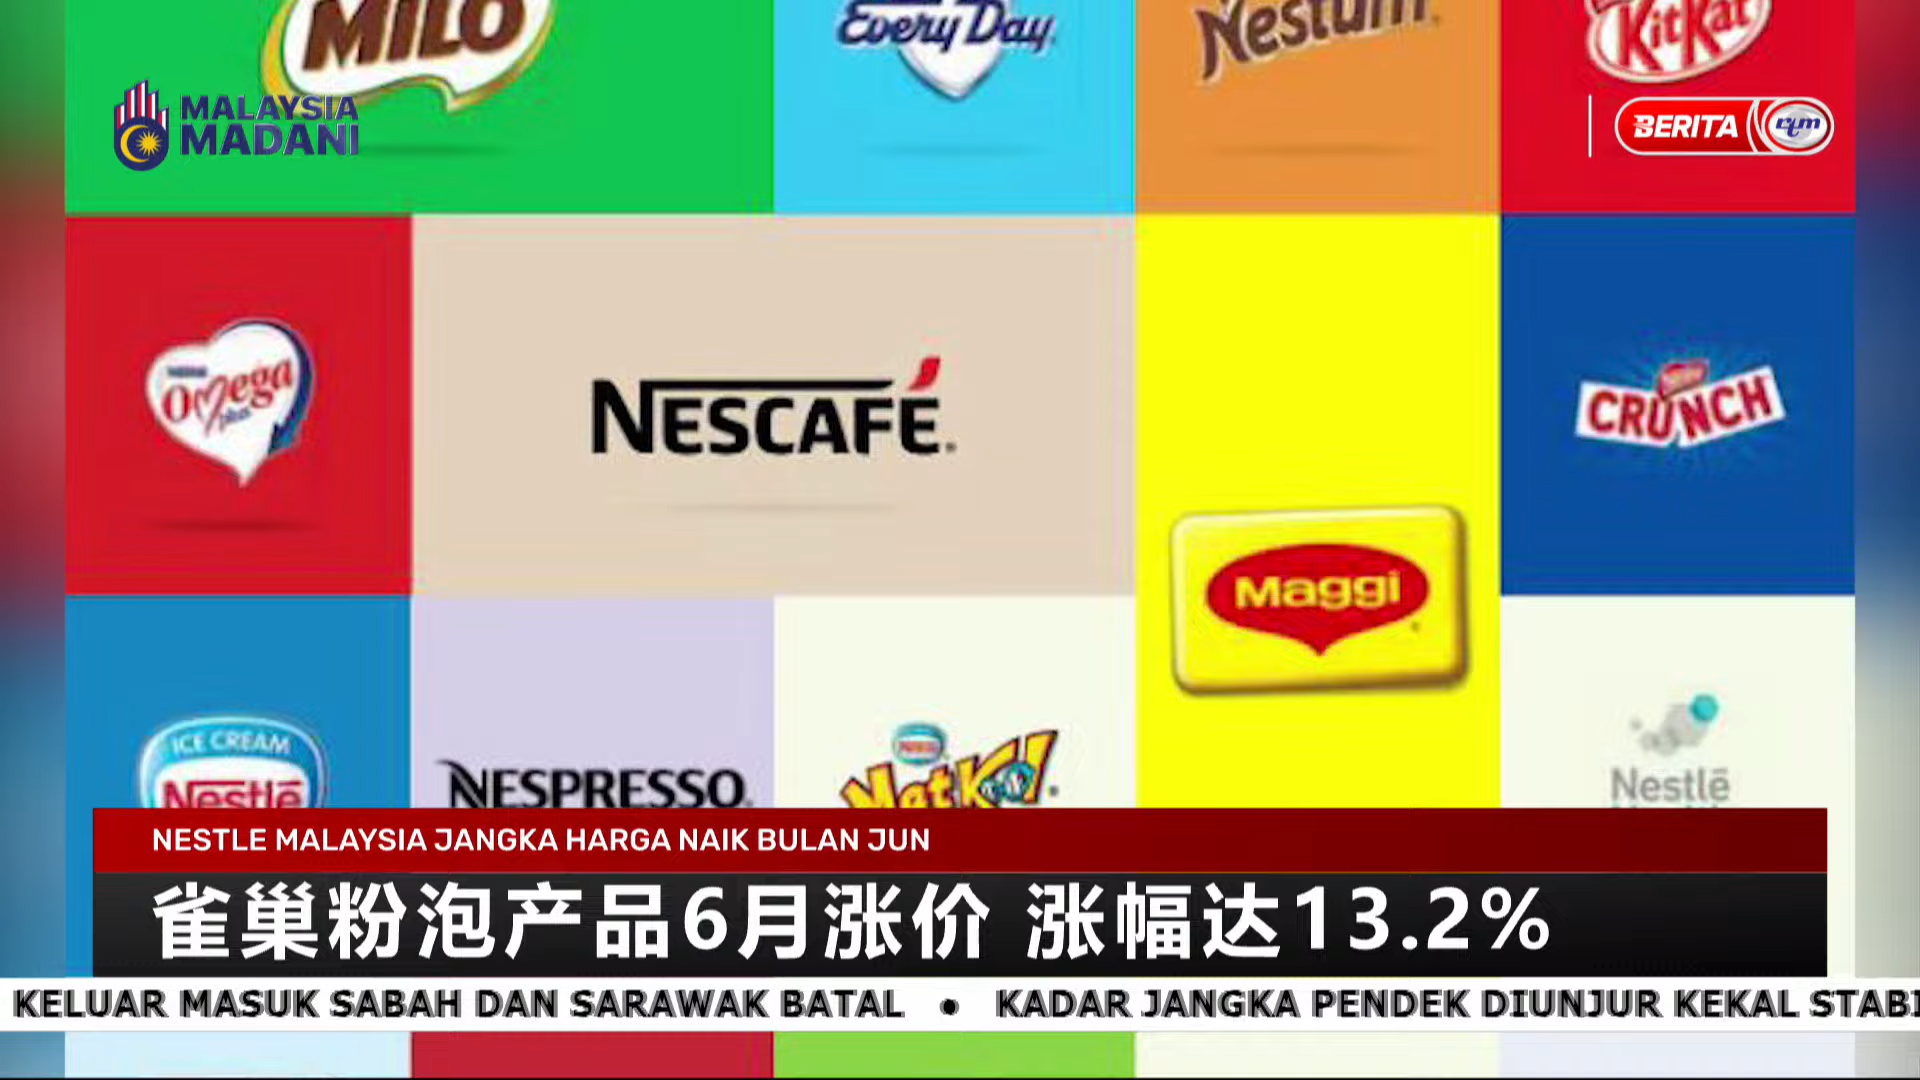 MILO
Every Day
Nestum
KitKat
MALAYSIA
MADANI
BERITA rtm
Omega
plus
NESCAFÉ
Nestlé
CRUNCH
Maggi
ICE CREAM
Nestlé
NESPRESSO
Nestlé
NESTLE MALAYSIA JANGKA HARGA NAIK BULAN JUN
雀巢粉泡产品6月涨价 涨幅达13.2%
KELUAR MASUK SABAH DAN SARAWAK BATAL • KADAR JANGKA PENDEK DIUNJUR KEKAL STABI